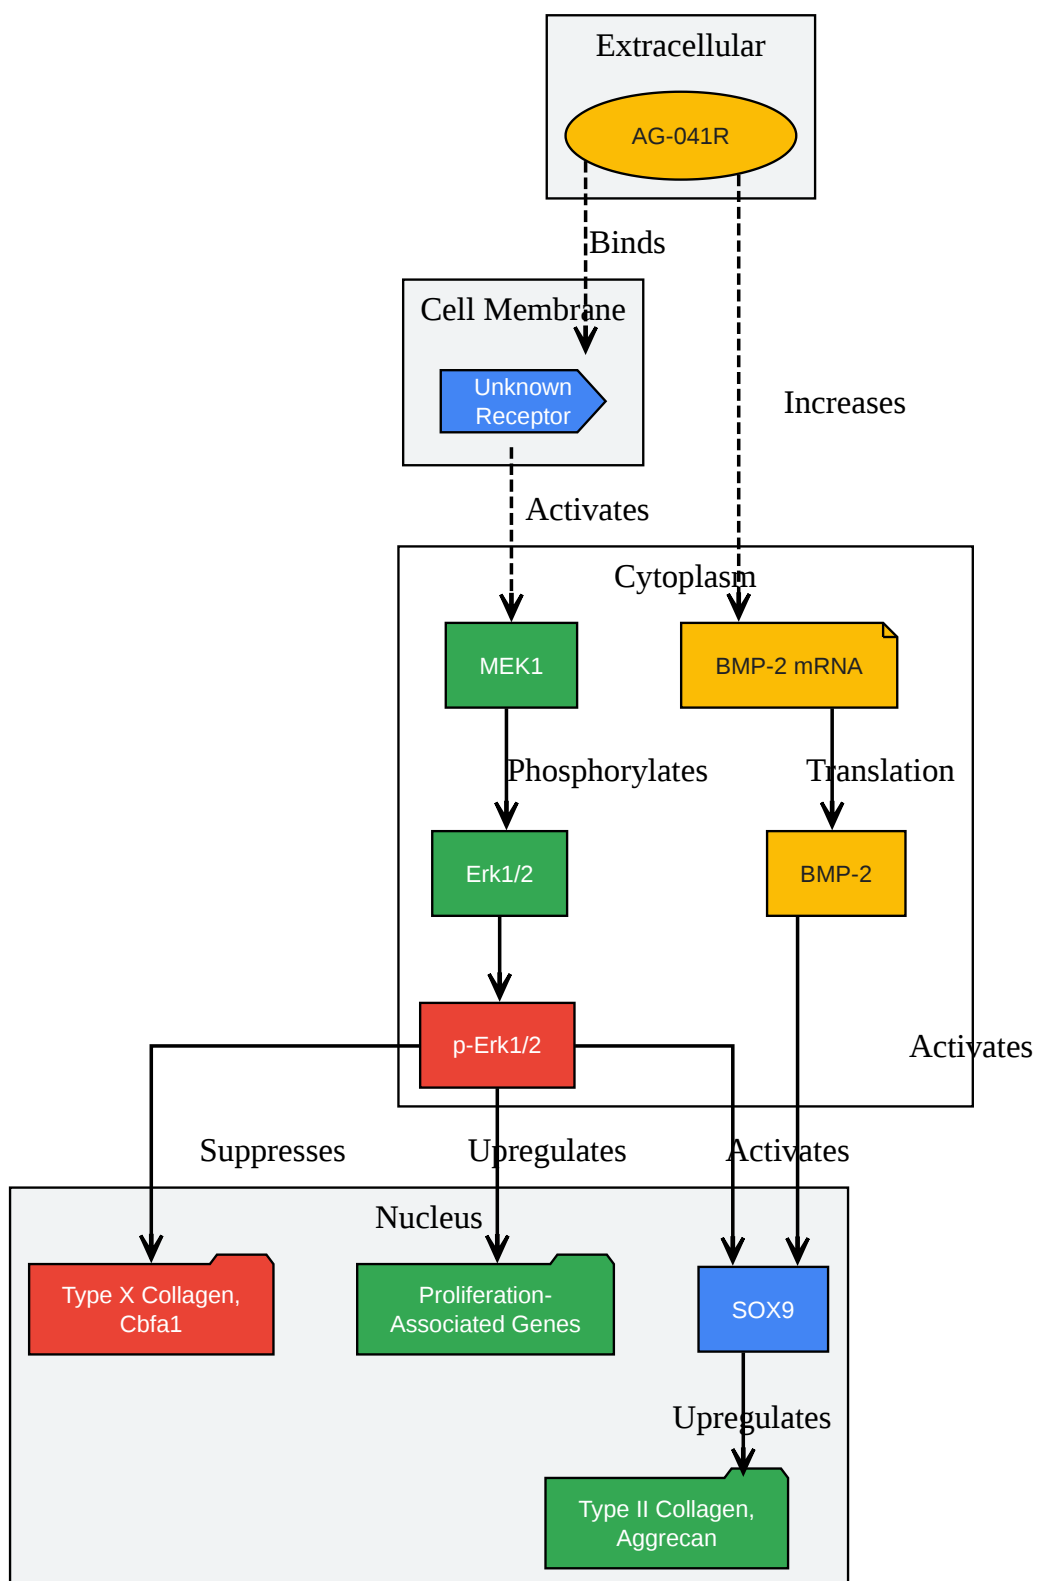 Extracellular
AG-041R
Binds
Cell Membrane
Unknown
Receptor
Increases
Activates
Cytoplasm
MEK1
BMP-2 mRNA
Phosphorylates
Translation
Erk1/2
BMP-2
p-Erk1/2
Activates
Suppresses
Upregulates
Activates
Nucleus
Type X Collagen,
Cbfa1
Proliferation-
Associated Genes
SOX9
Upregulates
Type II Collagen,
Aggrecan